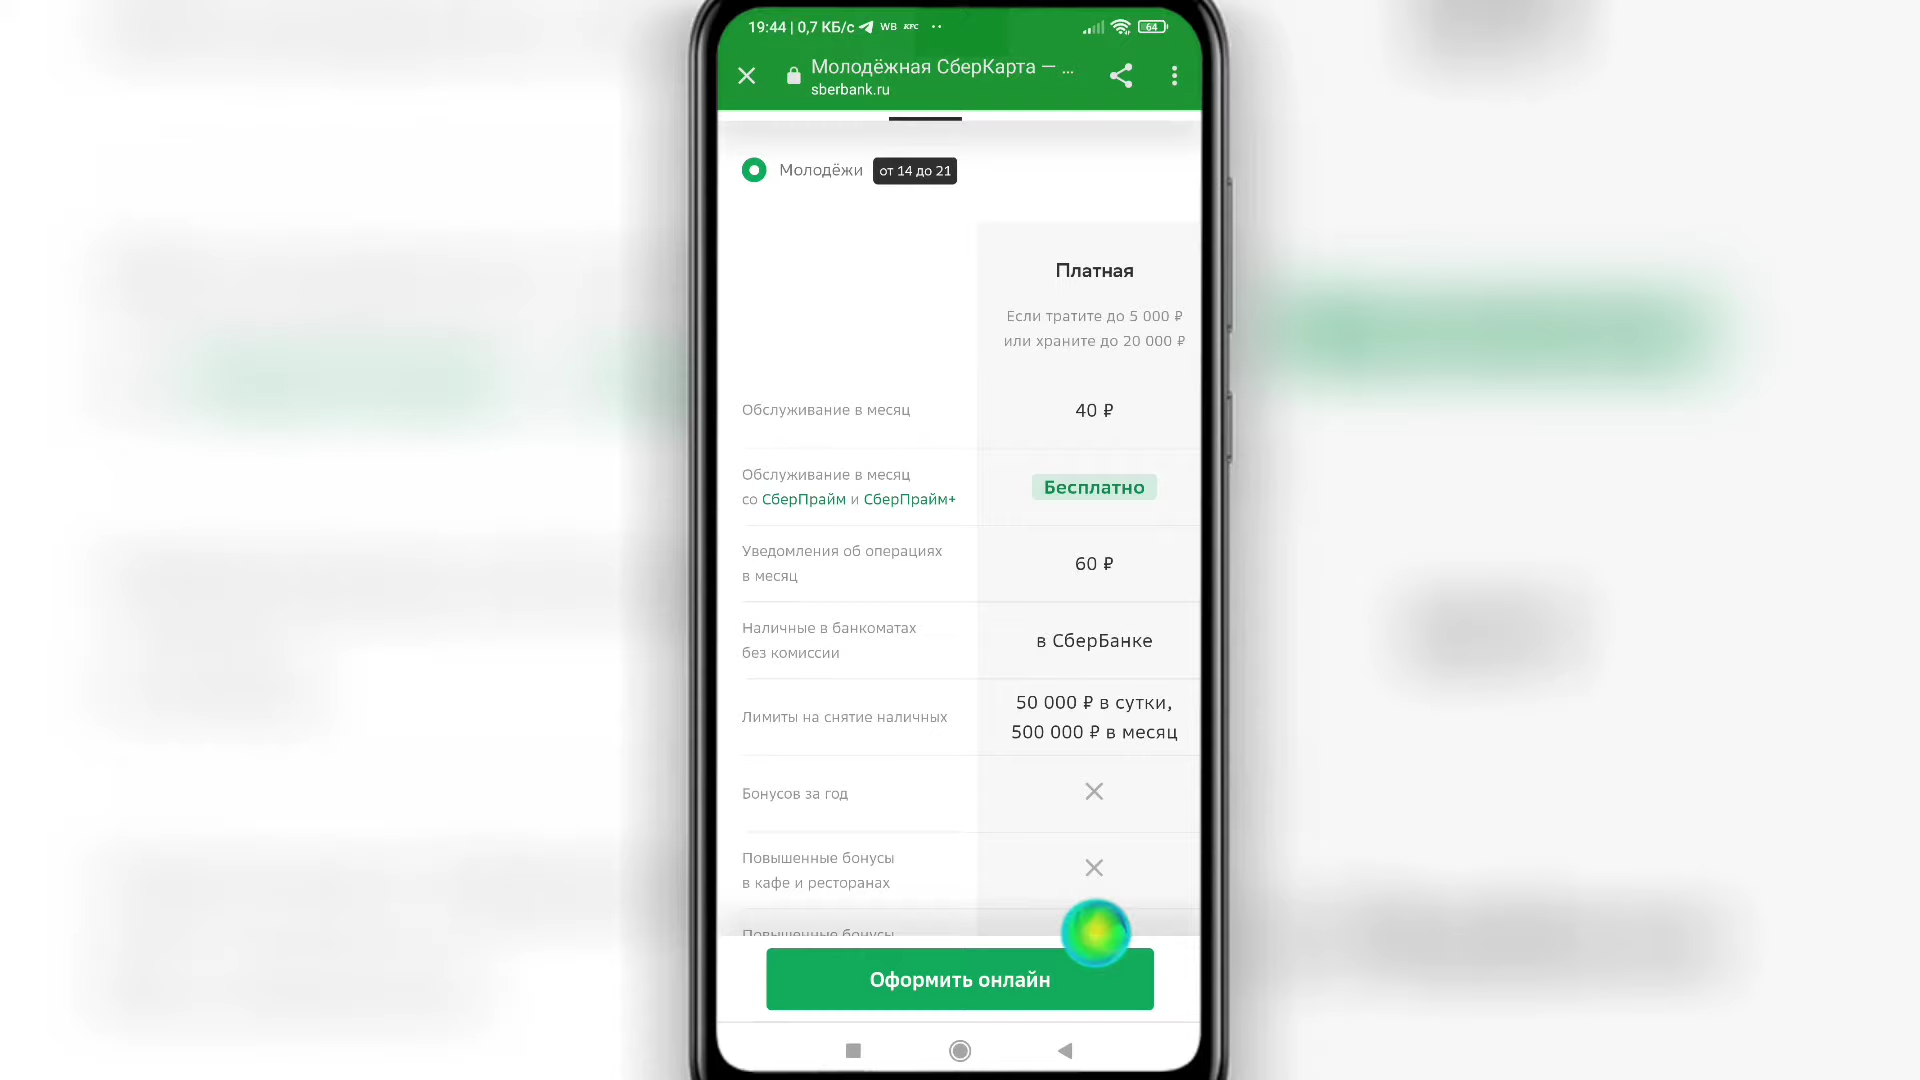 19:44 | 0,7 КБ/с WB KFC
64
Молодёжная СберКарта — ...
sberbank.ru
Молодёжи от 14 до 21
Платная
Если тратите до 5 000 ₽
или храните до 20 000 ₽
Обслуживание в месяц
40 ₽
Обслуживание в месяц
со СберПрайм и СберПрайм+
Бесплатно
Уведомления об операциях
в месяц
60 ₽
Наличные в банкоматах
без комиссии
в СберБанке
Лимиты на снятие наличных
50 000 ₽ в сутки,
500 000 ₽ в месяц
Бонусов за год
Повышенные бонусы
в кафе и ресторанах
Повышенные бонусы
Оформить онлайн